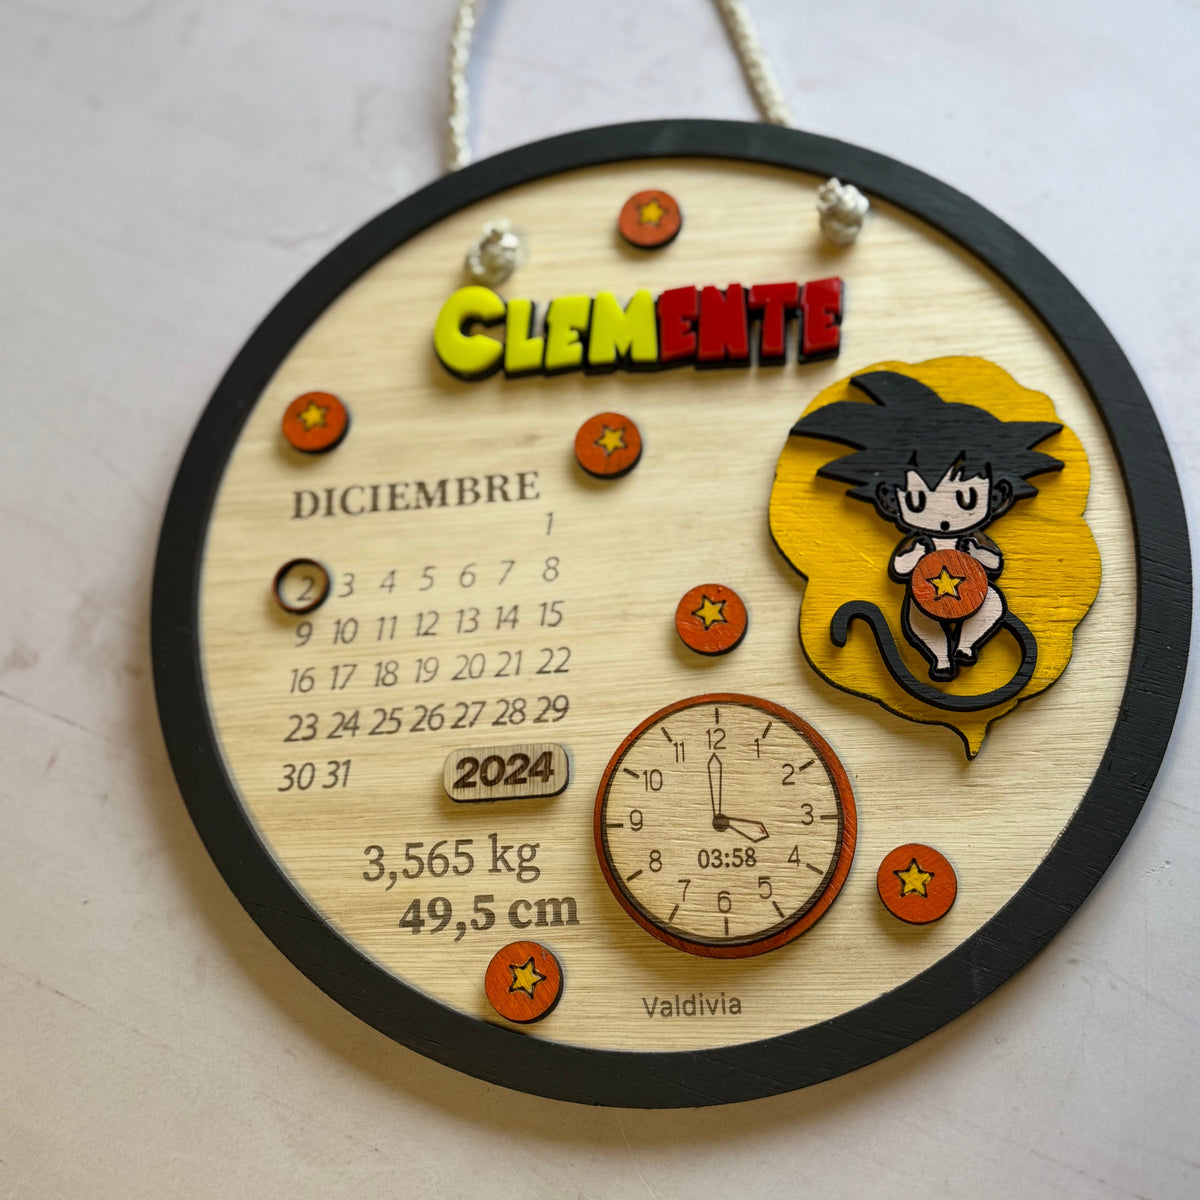 CLEMENTE
DICIEMBRE
1
2 3 4 5 6 7 8
9 10 11 12 13 14 15
16 17 18 19 20 21 22
23 24 25 26 27 28 29
30 31
2024
3,565 kg
49,5 cm
12
11 1
10 2
9 3
03:58
8 4
7 5
6
Valdivia